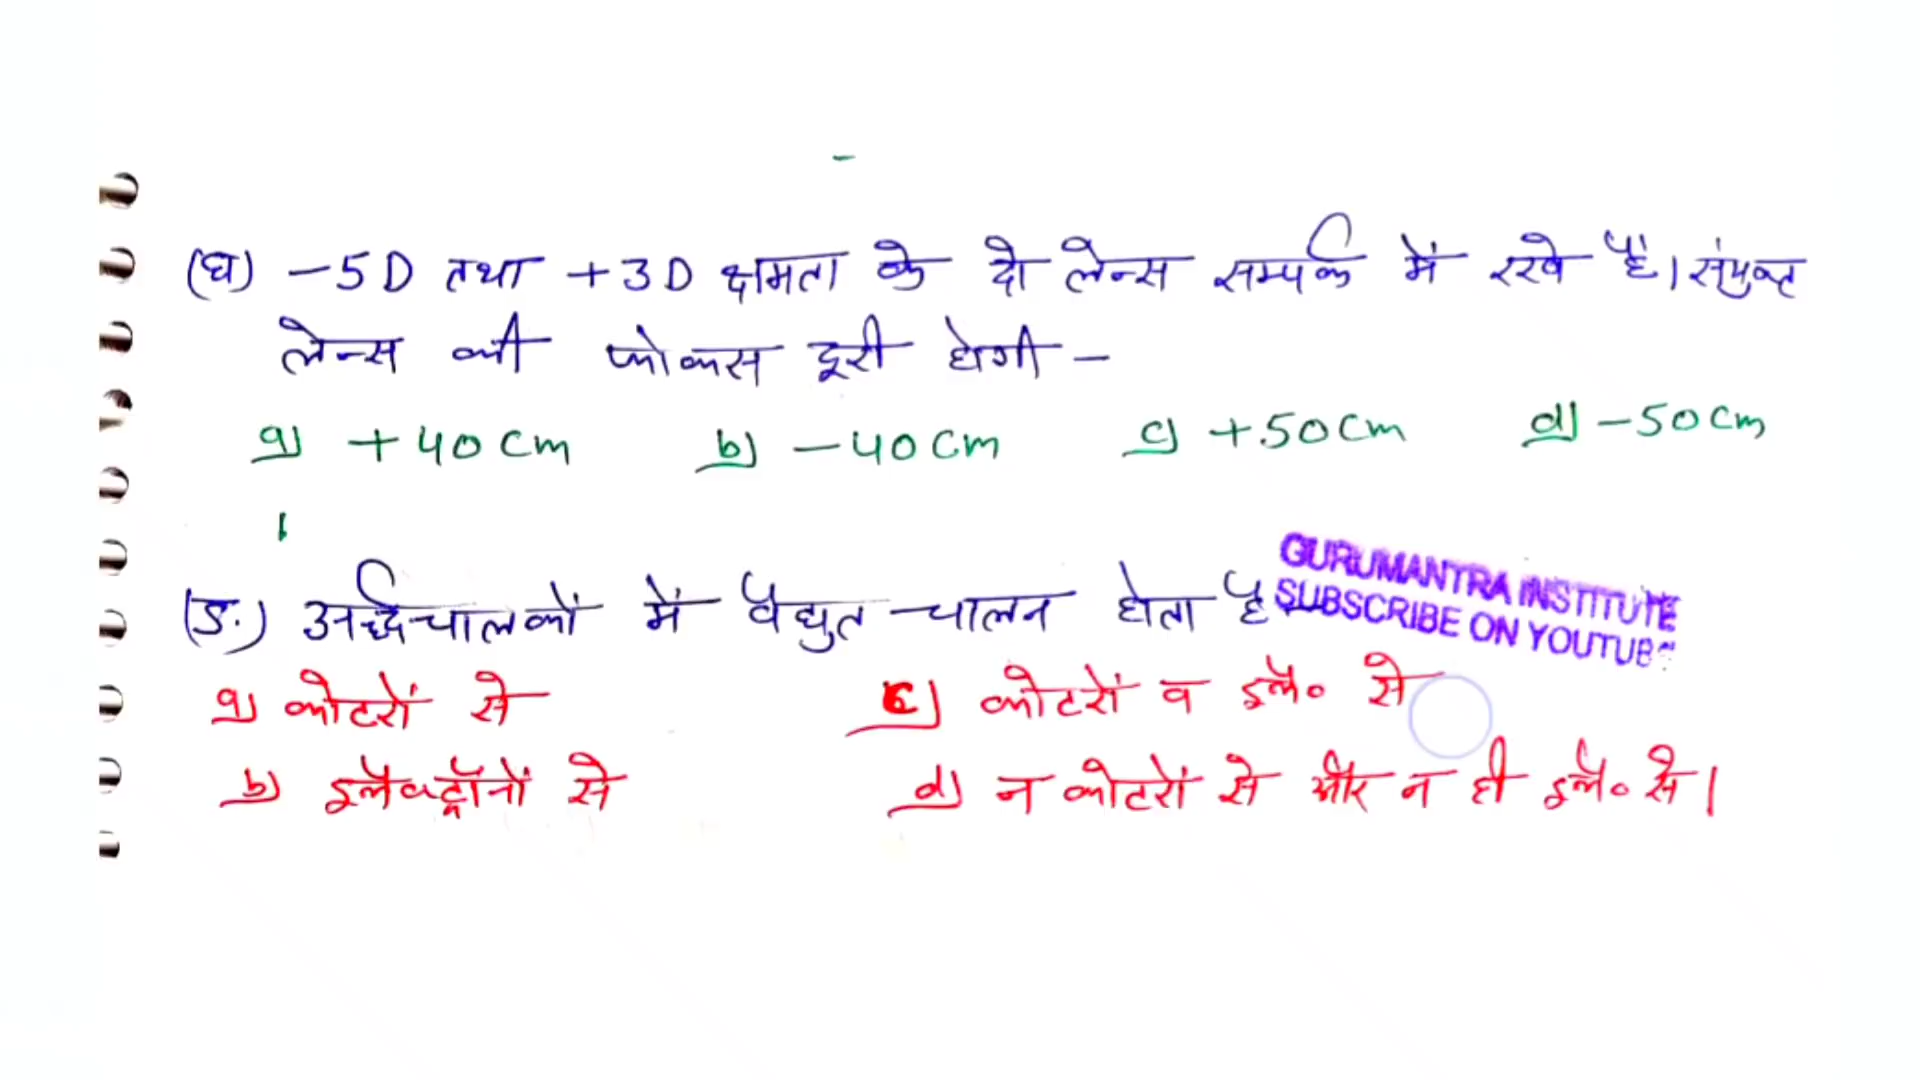 (घ) -5D तथा +3D क्षमता के दो लेन्स सम्पर्क में रखे हैं। संयुक्त
लेन्स की फोकस दूरी होगी -
a) +40 cm b) -40 cm c) +50 cm d) -50 cm
(ङ.) अर्द्धचालकों में वैद्युत चालन होता है -
GURUMANTRA INSTITUTE
SUBSCRIBE ON YOUTUBE
a) कोटरों से c) कोटरों व इलै० से
b) इलैक्ट्रॉनों से d) न कोटरों से और न ही इलै० से।